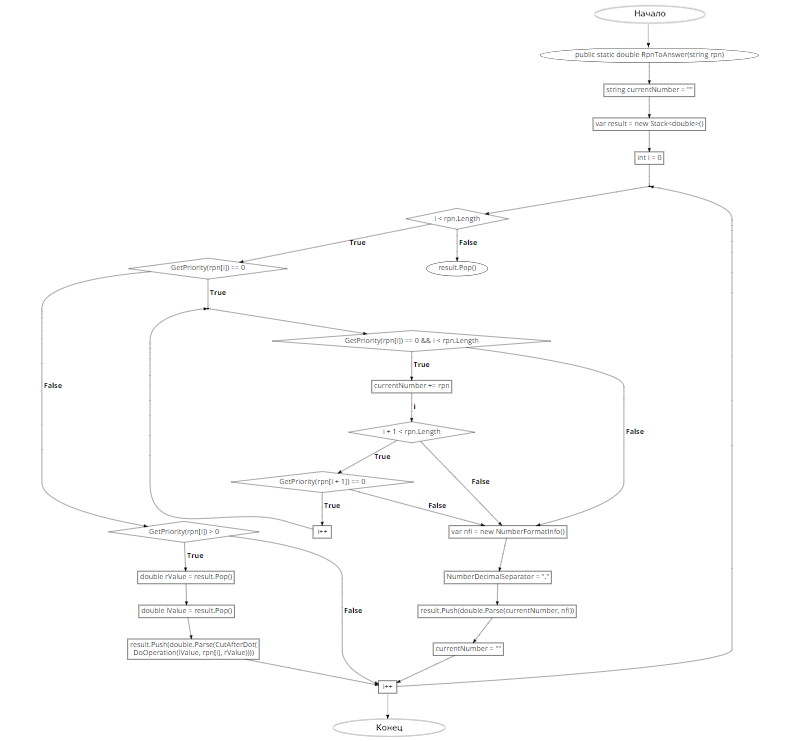 Начало
public static double RpnToAnswer(string rpn)
string currentNumber = ""
var result = new Stack<double>()
int i = 0
i < rpn.Length
True
False
GetPriority(rpn[i]) == 0
result.Pop()
True
GetPriority(rpn[i]) == 0 && i < rpn.Length
True
False
currentNumber += rpn
i
i + 1 < rpn.Length
False
True
GetPriority(rpn[i + 1]) == 0
False
True
False
GetPriority(rpn[i]) > 0
i++
var nfi = new NumberFormatInfo()
True
double rValue = result.Pop()
NumberDecimalSeparator = ","
double lValue = result.Pop()
False
result.Push(double.Parse(currentNumber, nfi))
result.Push(double.Parse(CutAfterDot(
DoOperation(lValue, rpn[i], rValue))))
currentNumber = ""
i++
Конец